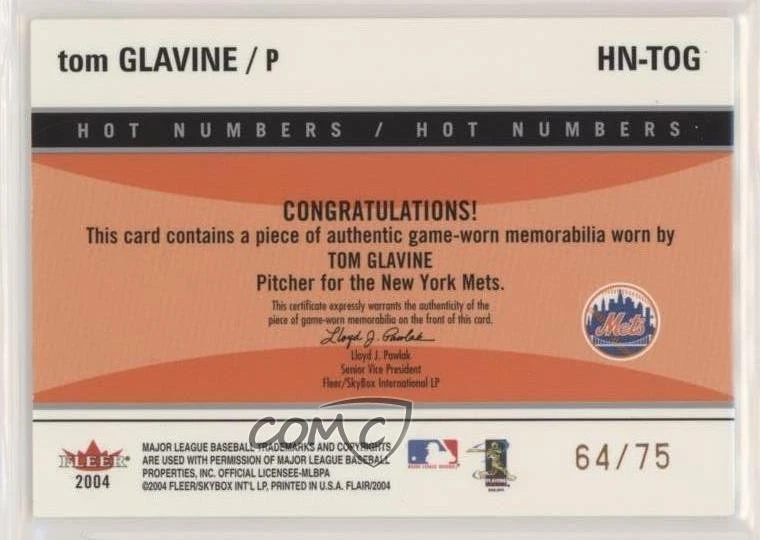 tom GLAVINE / P
HN-TOG
HOT NUMBERS / HOT NUMBERS
CONGRATULATIONS!
This card contains a piece of authentic game-worn memorabilia worn by
TOM GLAVINE
Pitcher for the New York Mets.
This certificate expressly warrants the authenticity of the
piece of game-worn memorabilia on the front of this card.
Lloyd J. Pawlak
Lloyd J. Pawlak
Senior Vice President
Fleer/SkyBox International LP
Mets
COMC
FLEER
2004
MAJOR LEAGUE BASEBALL TRADEMARKS AND COPYRIGHTS
ARE USED WITH PERMISSION OF MAJOR LEAGUE BASEBALL
PROPERTIES, INC. OFFICIAL LICENSEE-MLBPA
©2004 FLEER/SKYBOX INT'L LP, PRINTED IN U.S.A. FLAIR/2004
MAJOR LEAGUE BASEBALL
64/75